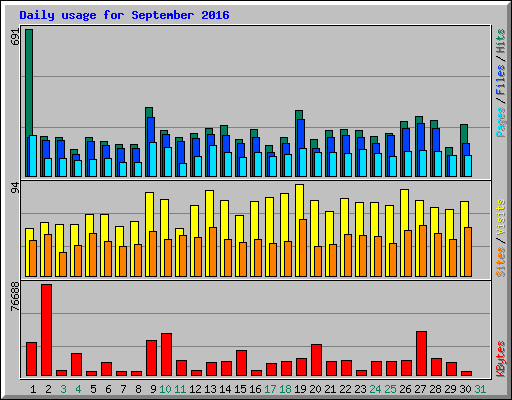 Daily usage for September 2016
691
Pages / Files / Hits
94
Sites / Visits
76688
KBytes
1 2 3 4 5 6 7 8 9 10 11 12 13 14 15 16 17 18 19 20 21 22 23 24 25 26 27 28 29 30 31